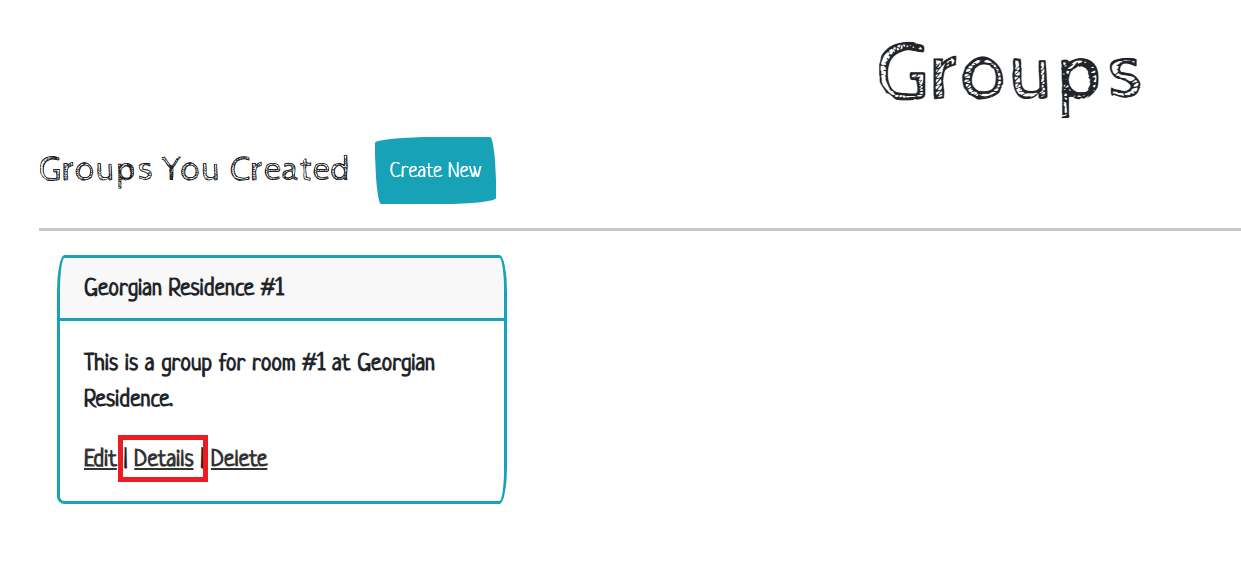 Groups
Groups You Created
Create New
Georgian Residence #1
This is a group for room #1 at Georgian
Residence.
Edit | Details | Delete